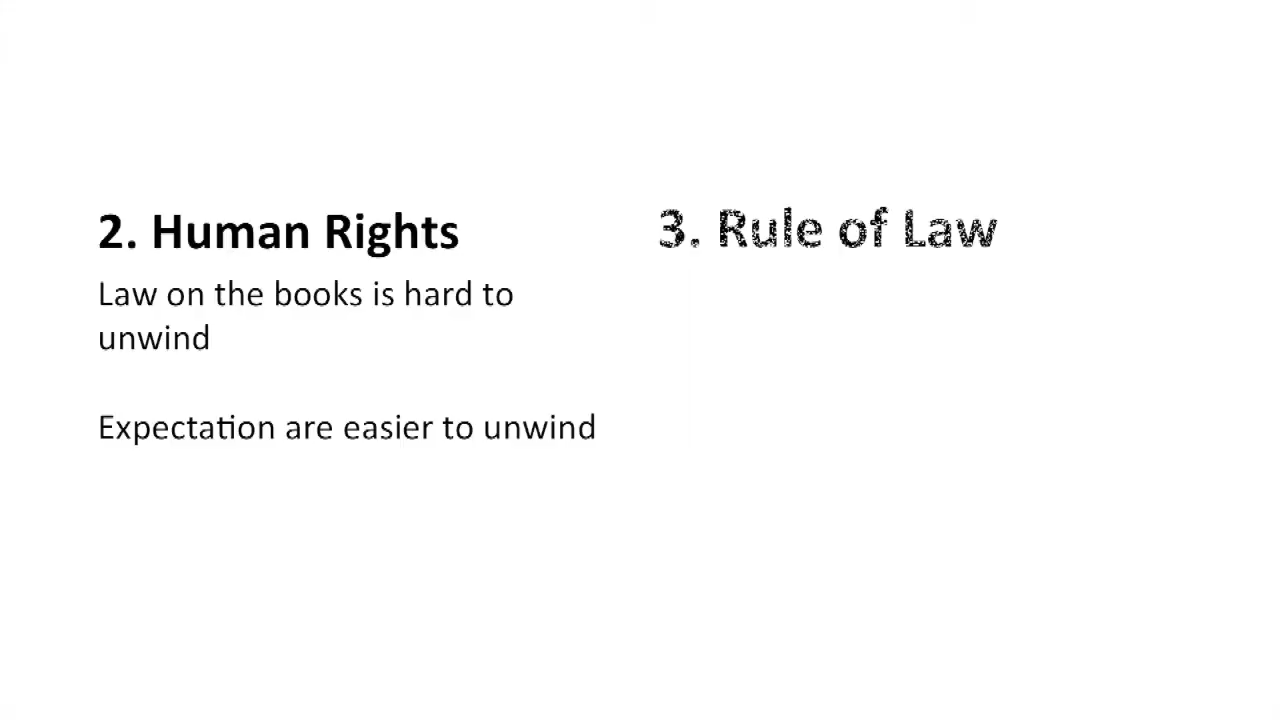 2. Human Rights
Law on the books is hard to
unwind
Expectation are easier to unwind
3. Rule of Law